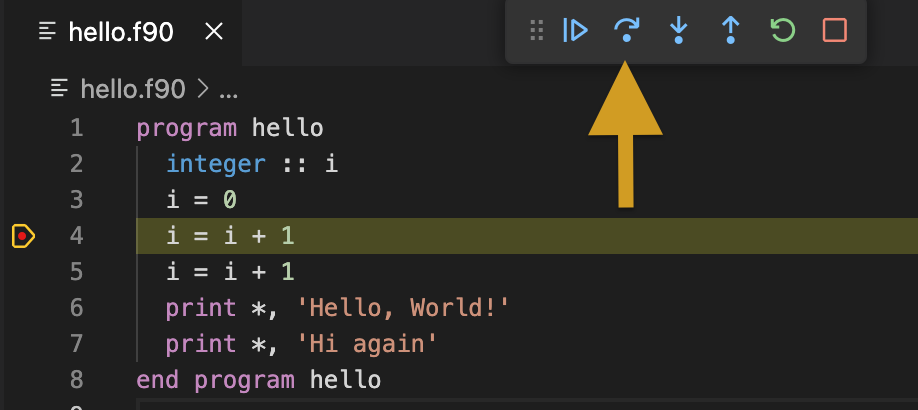 hello.f90
hello.f90 > ...
1 program hello
2   integer :: i
3   i = 0
4   i = i + 1
5   i = i + 1
6   print *, 'Hello, World!'
7   print *, 'Hi again'
8 end program hello